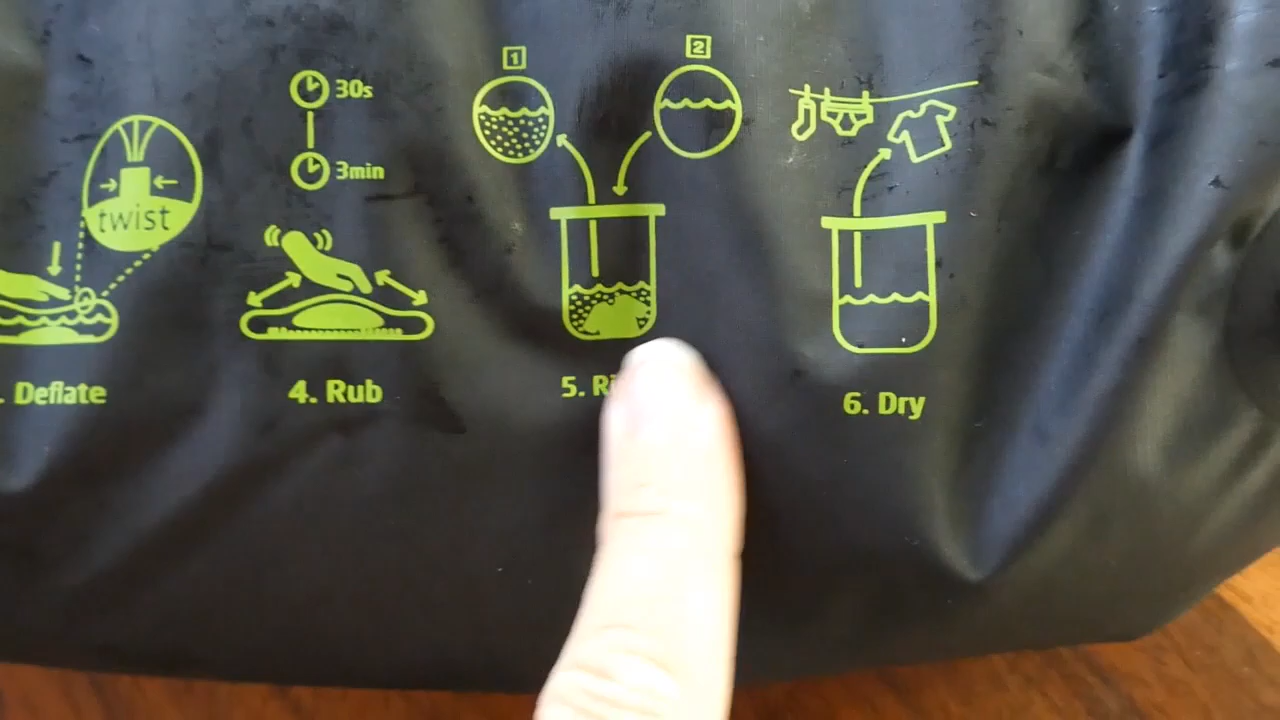 1
2
30s
3min
twist
. Deflate
4. Rub
5.
6. Dry